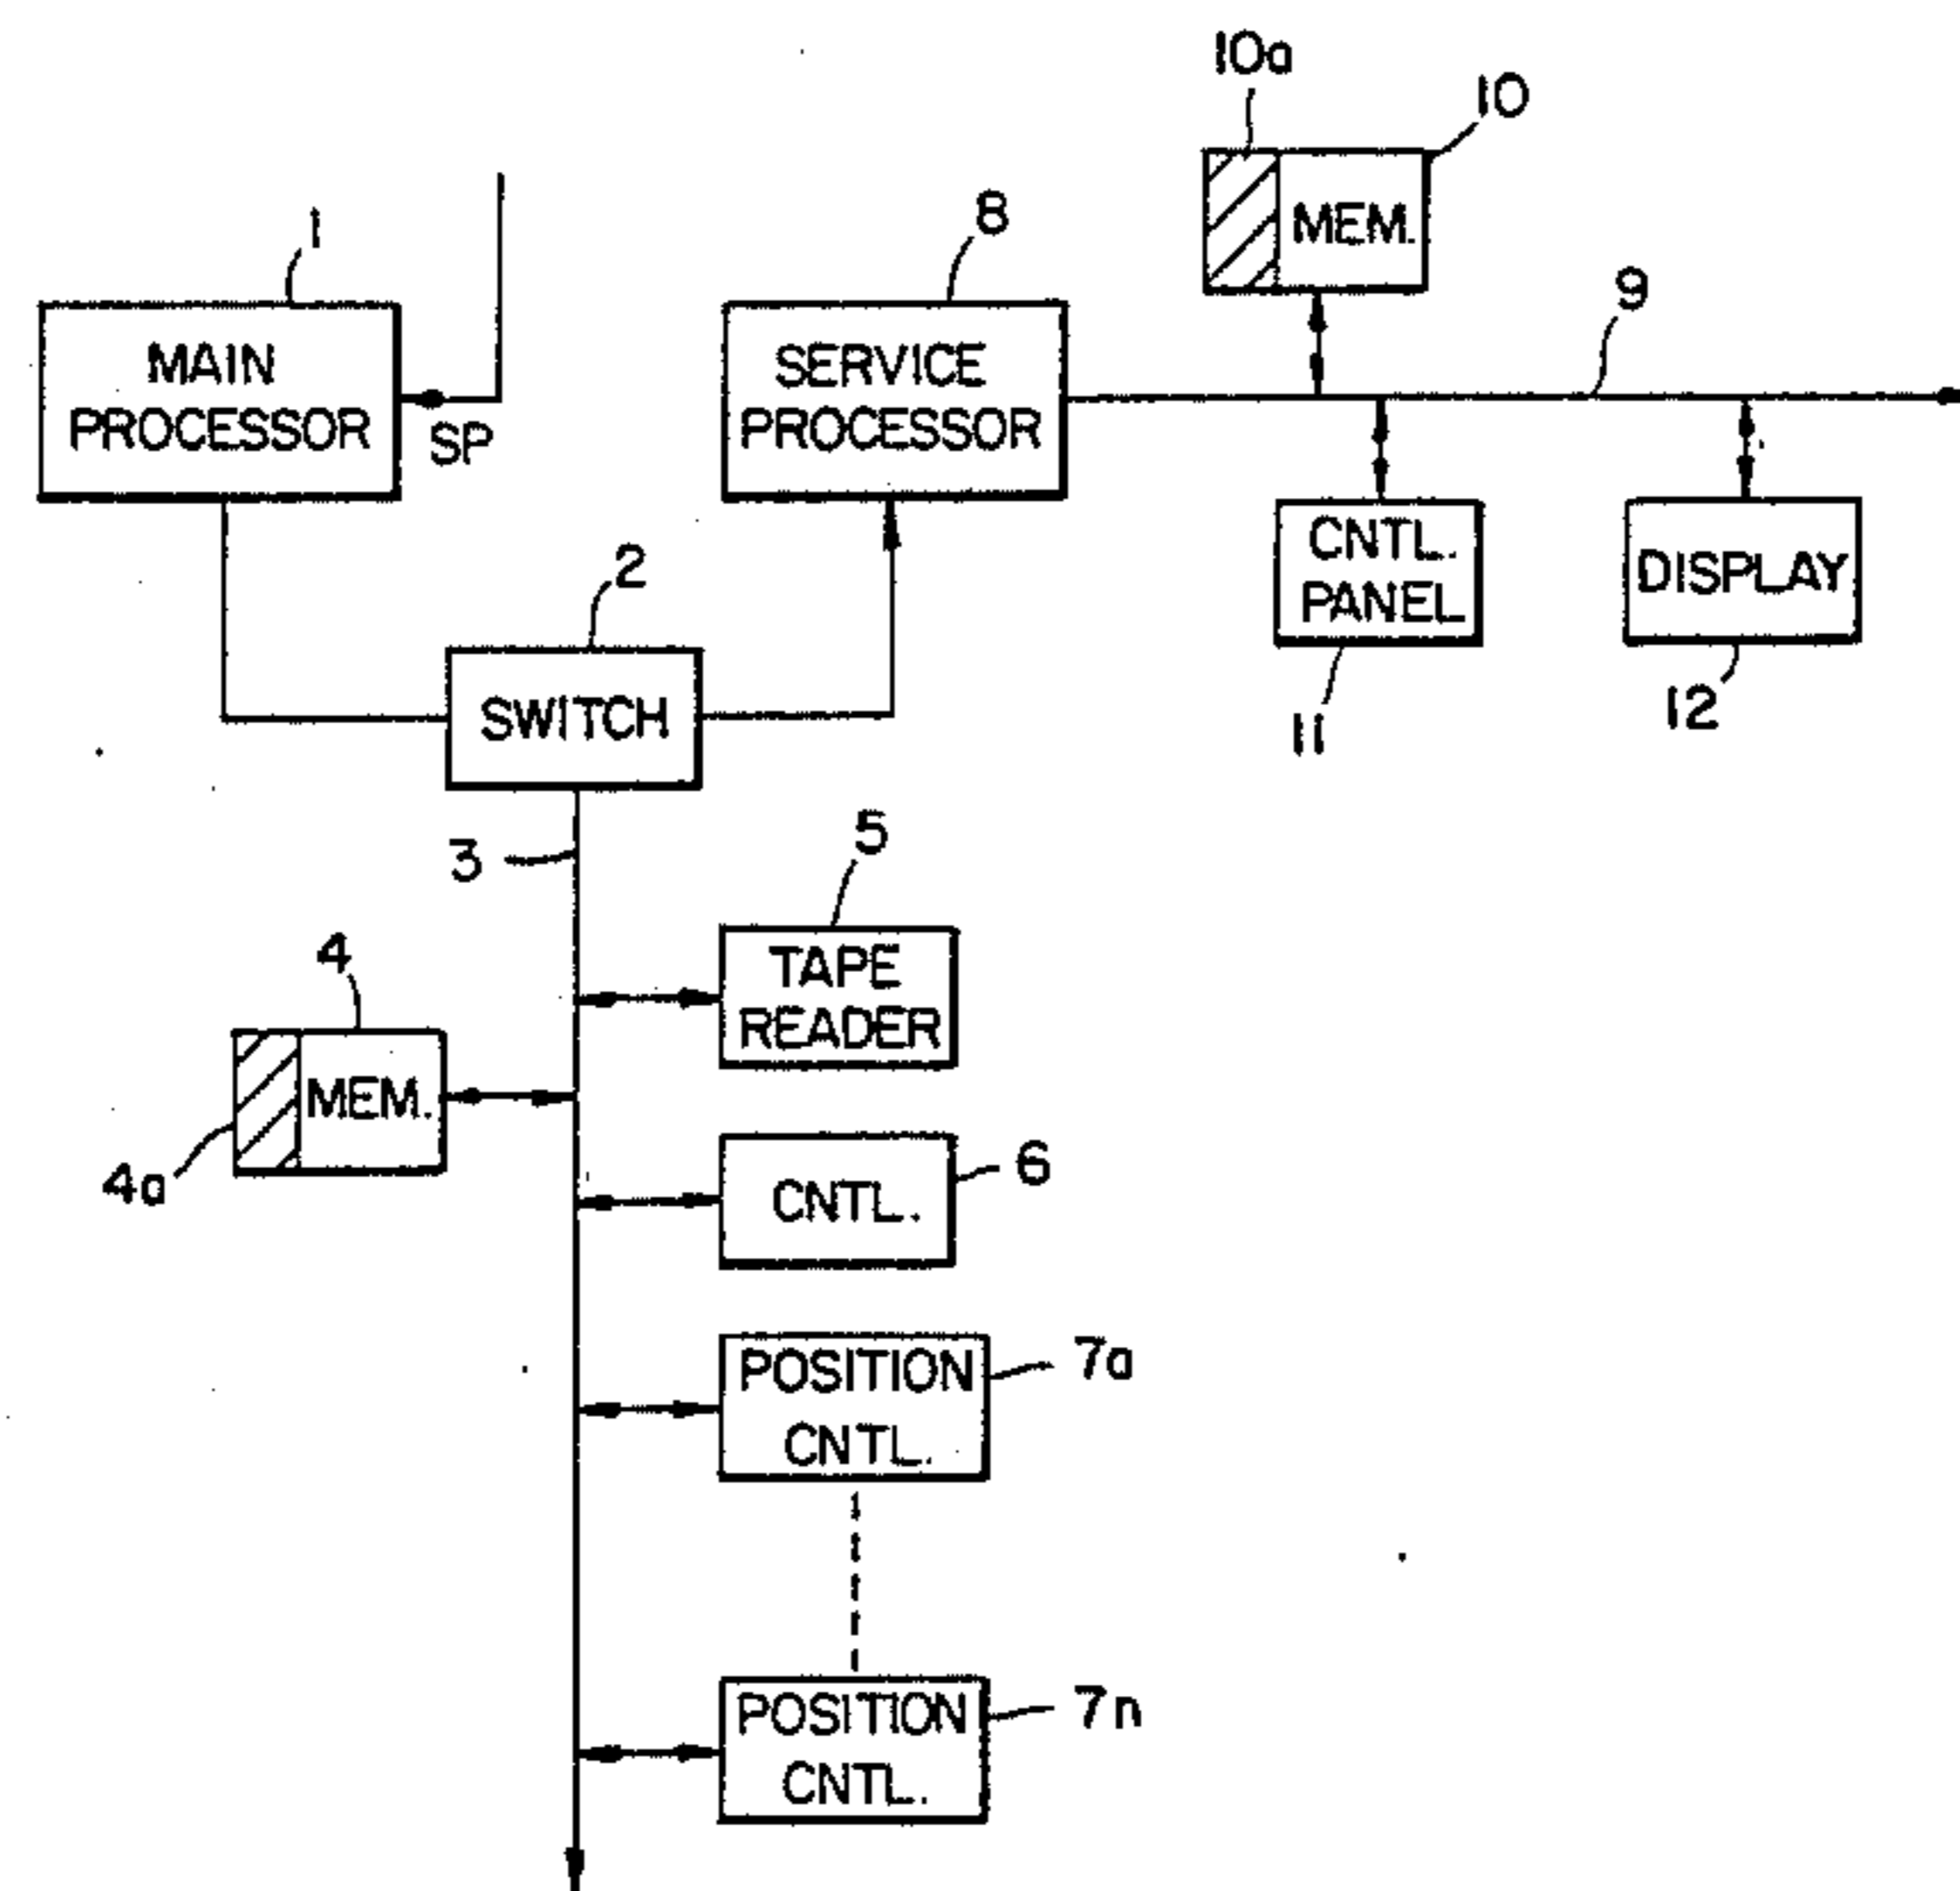 10a
10
1
8
MEM.
9
MAIN
PROCESSOR
SP
SERVICE
PROCESSOR
CNTL.
PANEL
DISPLAY
2
11
12
SWITCH
3
5
4
TAPE
READER
MEM.
4a
6
CNTL.
POSITION
CNTL.
7a
POSITION
CNTL.
7n